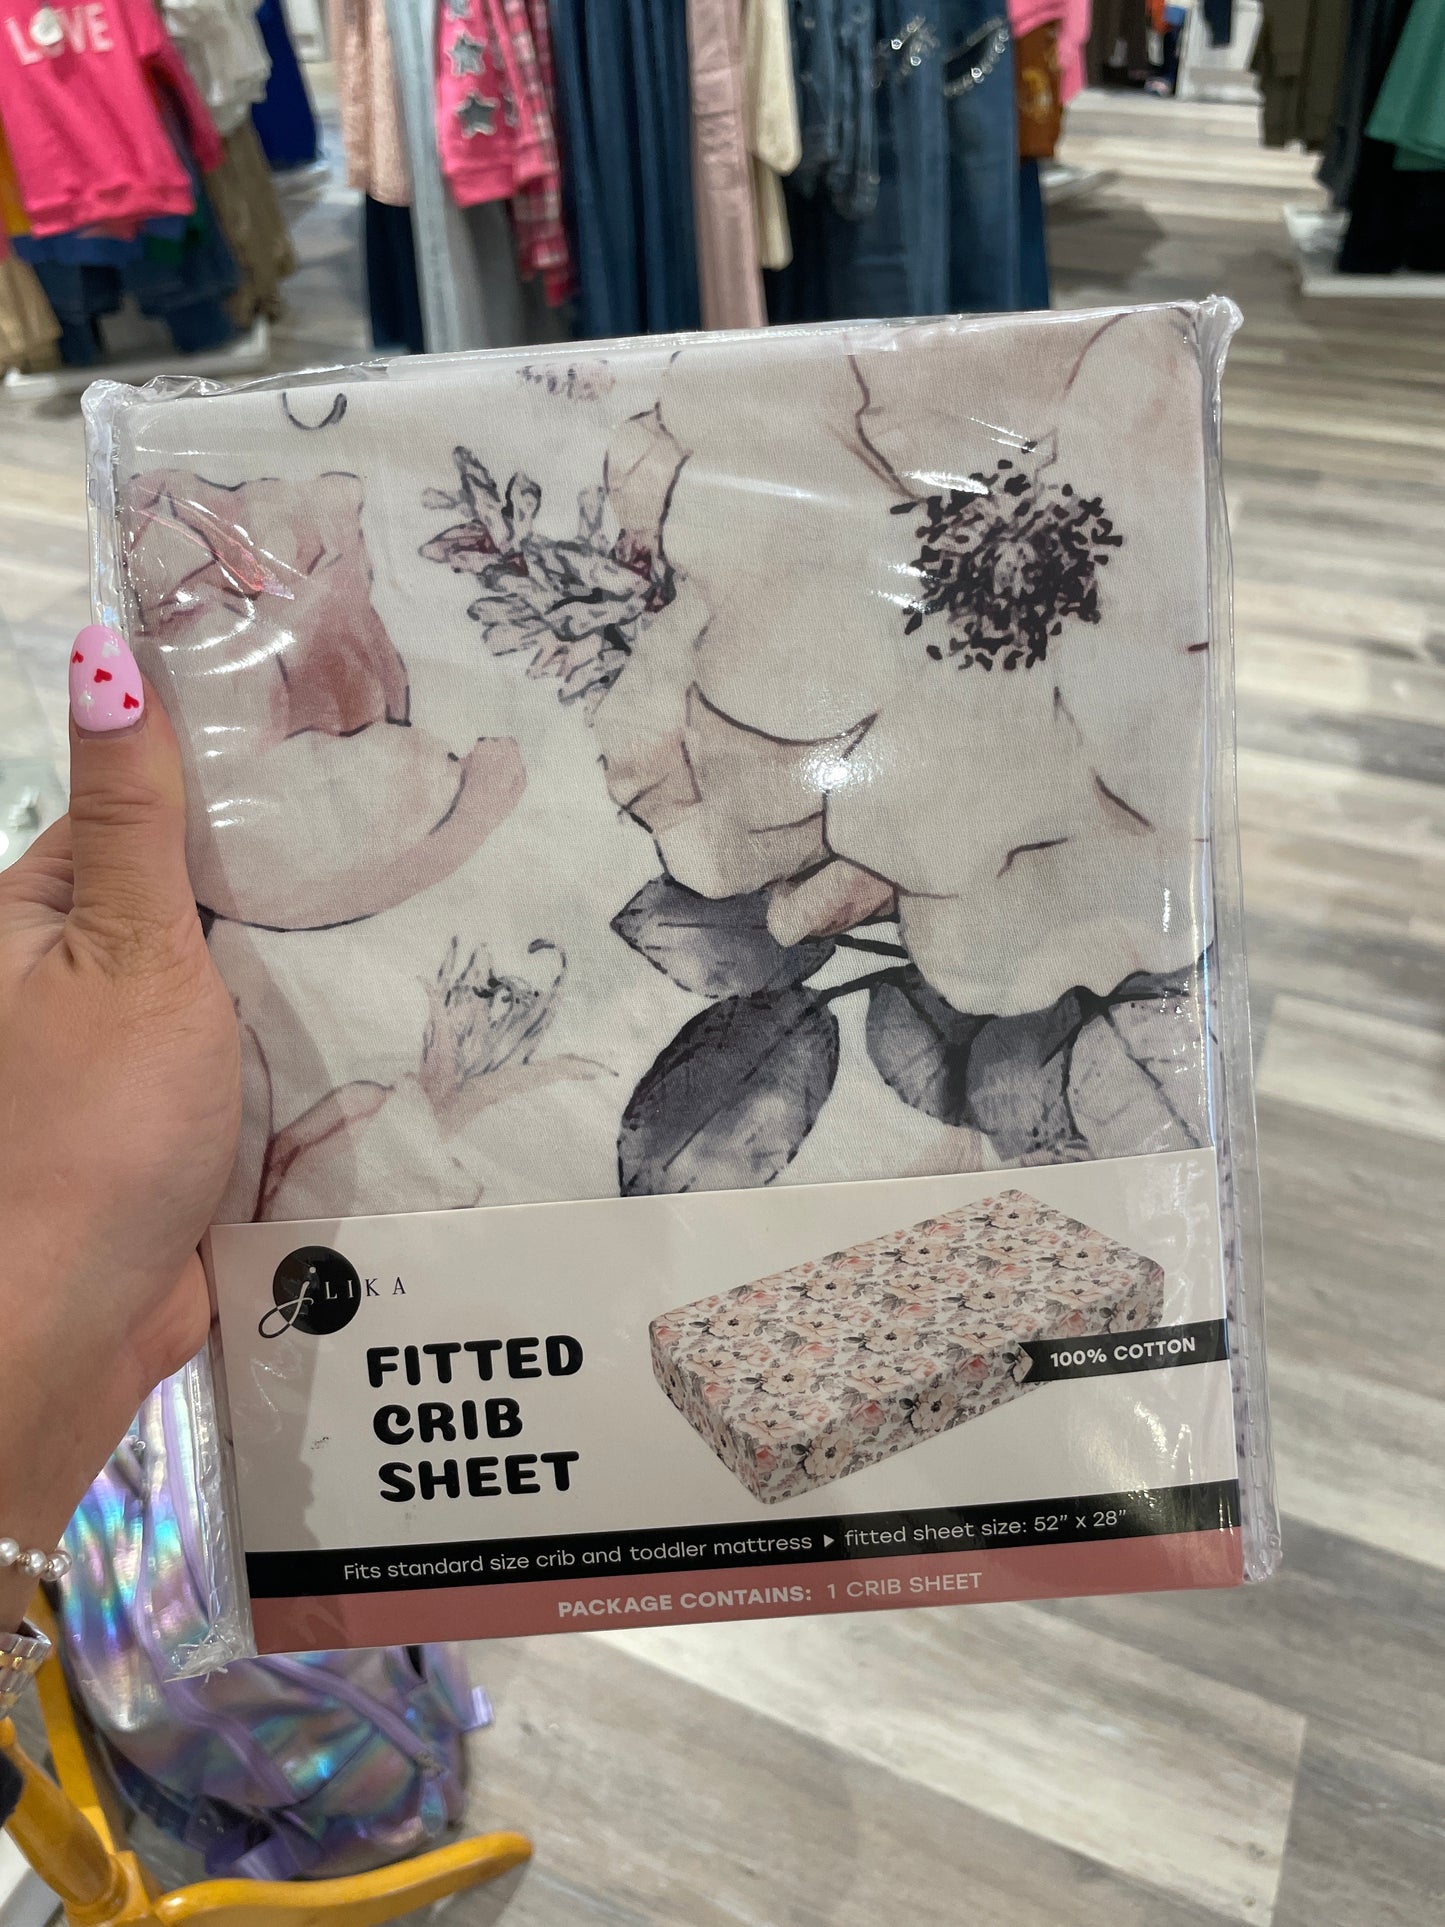 LOVE
JLIKA
FITTED
CRIB
SHEET
100% COTTON
Fits standard size crib and toddler mattress ▶ fitted sheet size: 52” x 28”
PACKAGE CONTAINS: 1 CRIB SHEET